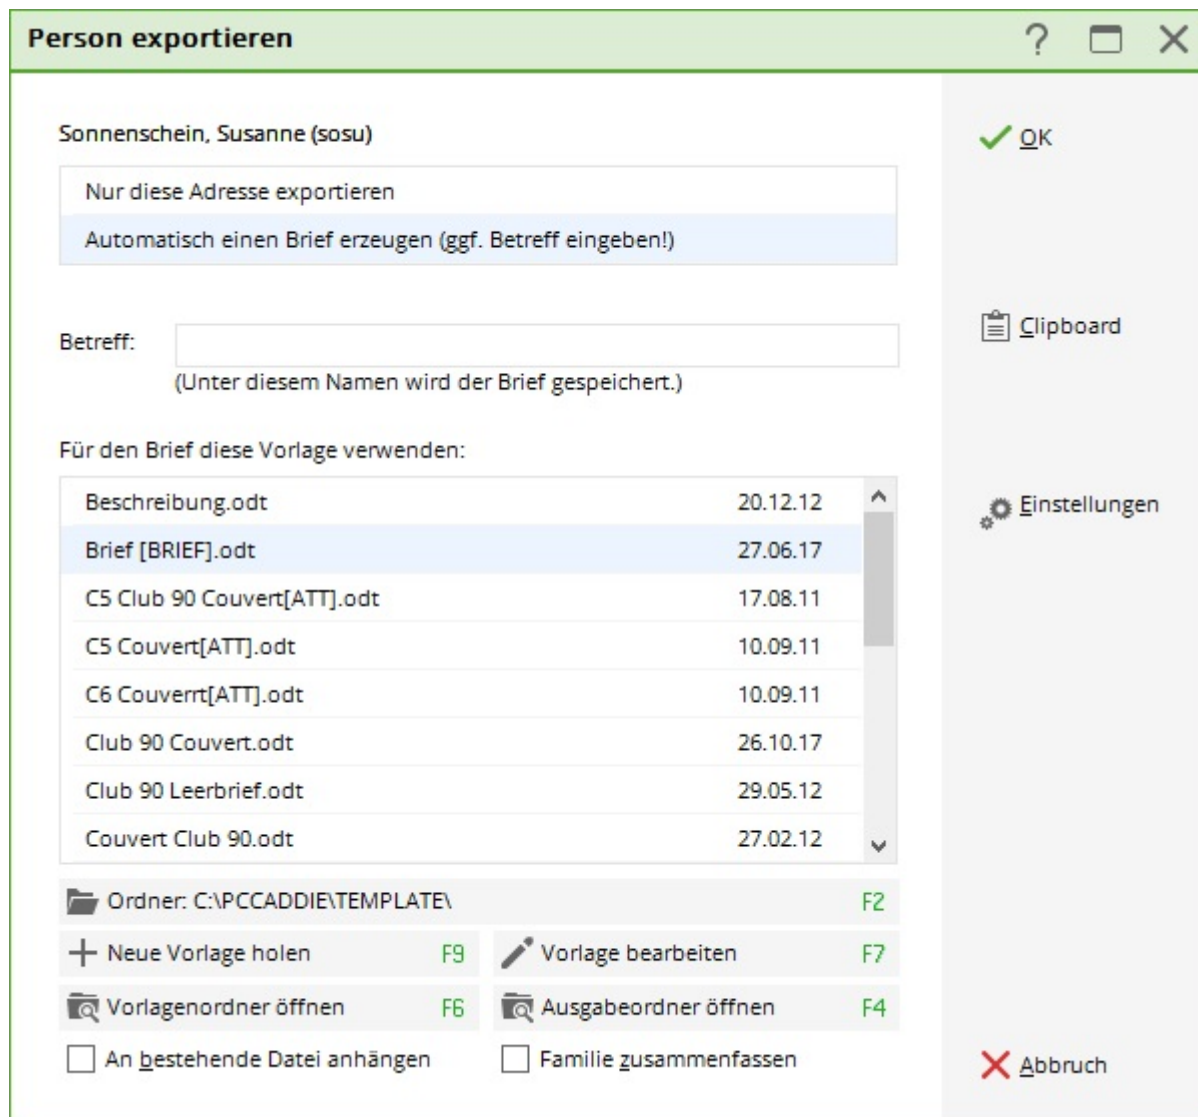 Person exportieren
Sonnenschein, Susanne (sosu)
OK
Nur diese Adresse exportieren
Automatisch einen Brief erzeugen (ggf. Betreff eingeben!)
Clipboard
Betreff:
(Unter diesem Namen wird der Brief gespeichert.)
Für den Brief diese Vorlage verwenden:
Beschreibung.odt 20.12.12
Einstellungen
Brief [BRIEF].odt 27.06.17
C5 Club 90 Couvert[ATT].odt 17.08.11
C5 Couvert[ATT].odt 10.09.11
C6 Couverrt[ATT].odt 10.09.11
Club 90 Couvert.odt 26.10.17
Club 90 Leerbrief.odt 29.05.12
Couvert Club 90.odt 27.02.12
Ordner: C:\PCCADDIE\TEMPLATE\ F2
Neue Vorlage holen F9 Vorlage bearbeiten F7
Vorlagenordner öffnen F6 Ausgabeordner öffnen F4
An bestehende Datei anhängen Familie zusammenfassen
Abbruch